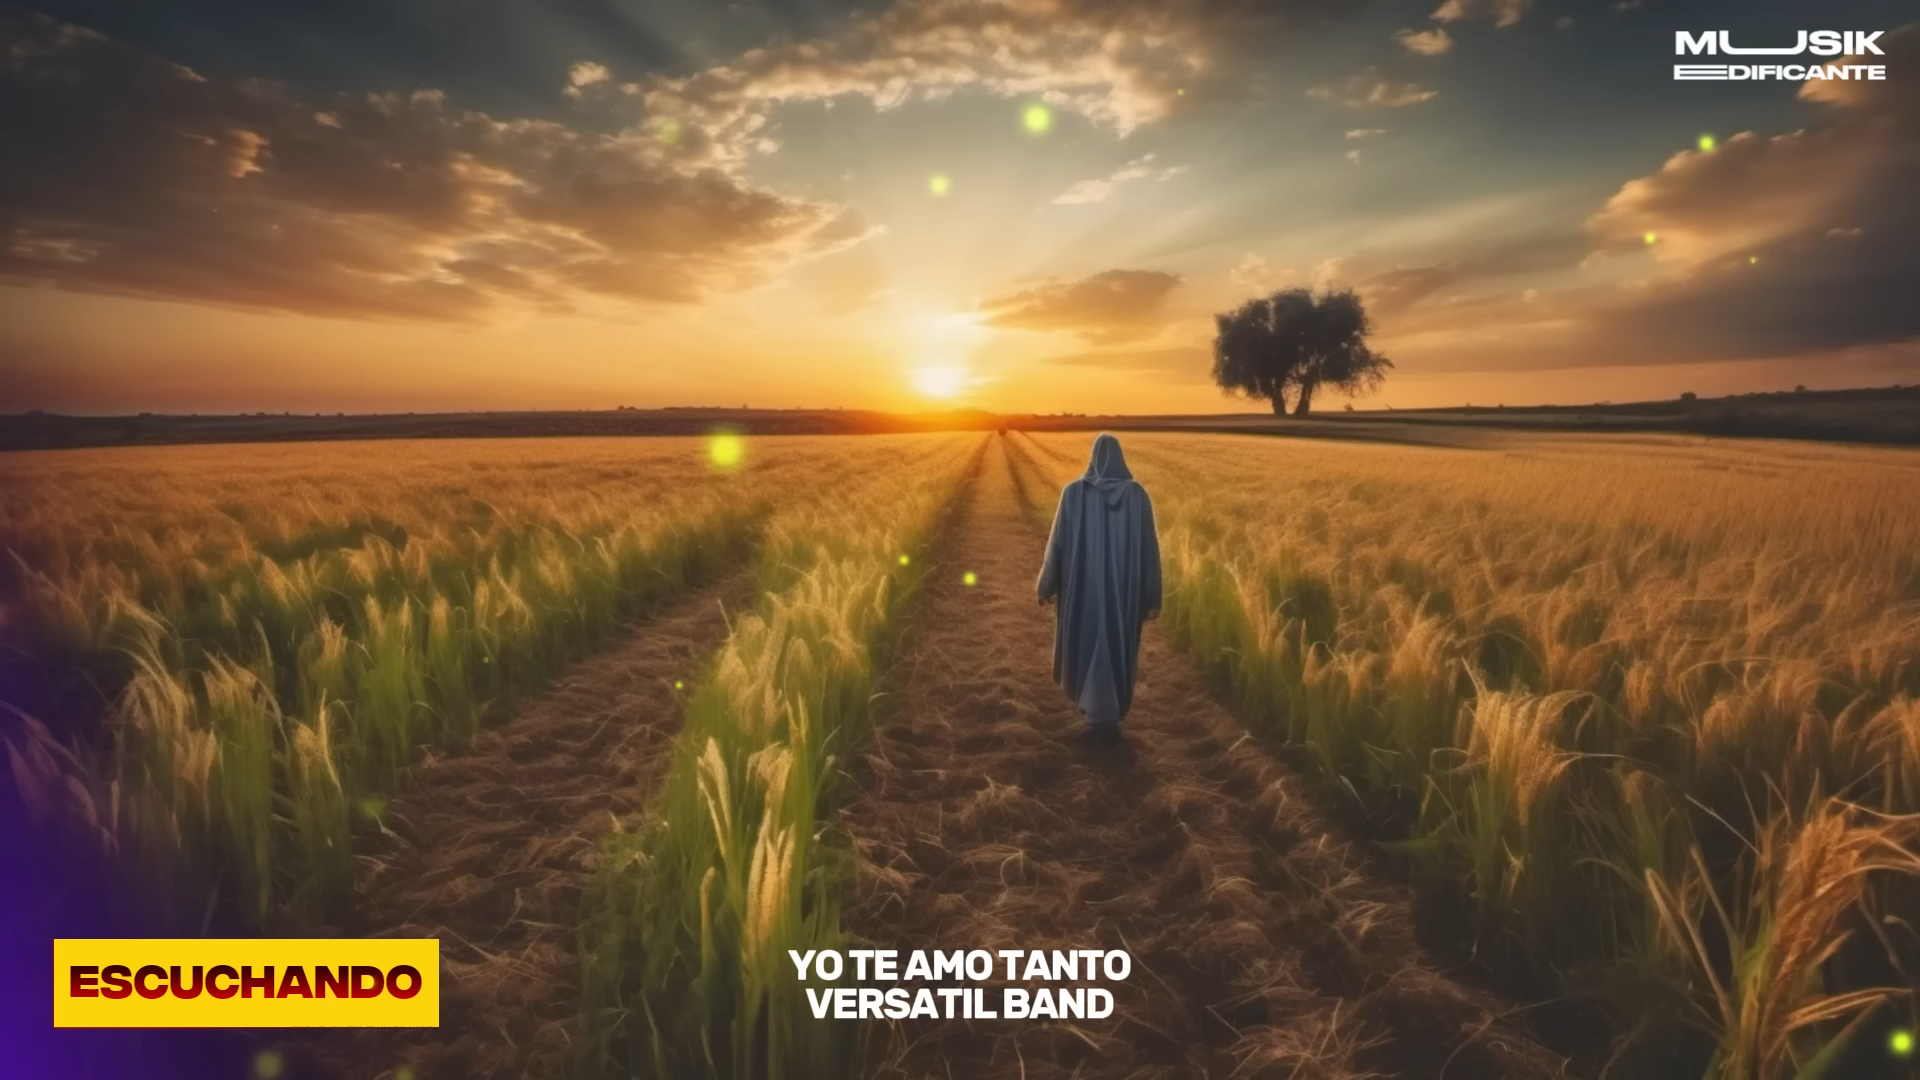 MUSIK
EDIFICANTE
ESCUCHANDO
YO TE AMO TANTO
VERSATIL BAND